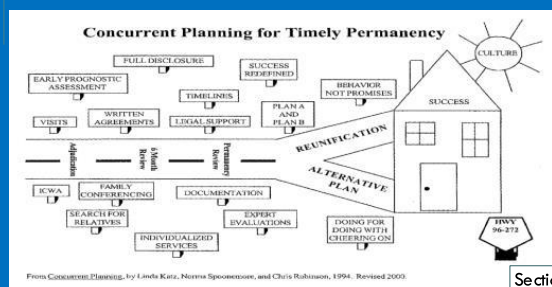 Concurrent Planning for Timely Permanency
CULTURE
FULL DISCLOSURE
SUCCESS
REDEFINED
EARLY PROGNOSTIC
ASSESSMENT
BEHAVIOR
NOT PROMISES
TIMELINES
SUCCESS
PLAN A
AND
PLAN B
VISITS
WRITTEN
AGREEMENTS
LEGAL SUPPORT
REUNIFICATION
Adjudication
6 Month
Review
Permanency
Review
ALTERNATIVE
PLAN
ICWA
FAMILY
CONFERENCING
DOCUMENTATION
SEARCH FOR
RELATIVES
EXPERT
EVALUATIONS
DOING FOR
DOING WITH
CHEERING ON
HWY
96-272
INDIVIDUALIZED
SERVICES
From Concurrent Planning, by Linda Katz, Norma Spoonemore, and Chris Robinson, 1994. Revised 2000.
Sectio